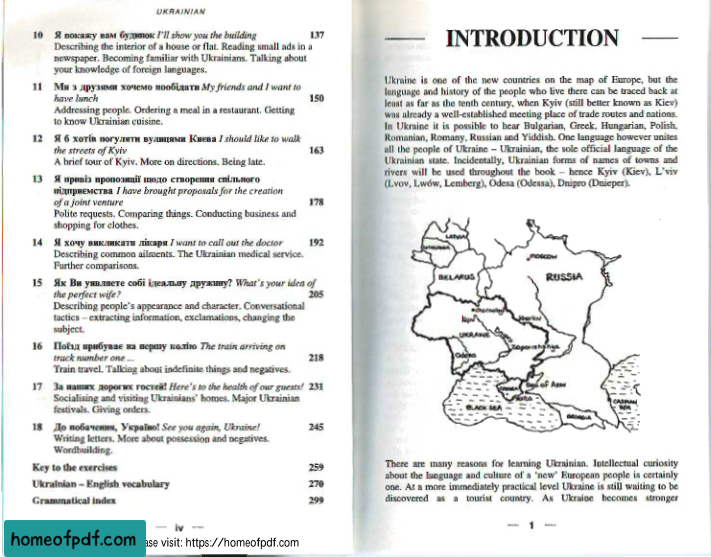 UKRAINIAN
10 Я покажу вам будинок I'll show you the building 137
Describing the interior of a house or flat. Reading small ads in a
newspaper. Becoming familiar with Ukrainians. Talking about
your knowledge of foreign languages.
11 Ми з друзями хочемо пообідати My friends and I want to
have lunch 150
Addressing people. Ordering a meal in a restaurant. Getting
to know Ukrainian cuisine.
12 Я б хотів погуляти вулицями Києва I should like to walk
the streets of Kyiv 163
A brief tour of Kyiv. More on directions. Being late.
13 Я привіз пропозиції щодо створення спільного
підприємства I have brought proposals for the creation
of a joint venture 178
Polite requests. Comparing things. Conducting business and
shopping for clothes.
14 Я хочу викликати лікаря I want to call out the doctor 192
Describing common ailments. The Ukrainian medical service.
Further comparisons.
15 Як Ви уявляєте собі ідеальну дружину? What's your idea of
the perfect wife? 205
Describing people's appearance and character. Conversational
tactics – extracting information, exclamations, changing the
subject.
16 Поїзд прибуває на першу колію The train arriving on
track number one ... 218
Train travel. Talking about indefinite things and negatives.
17 За наших дорогих гостей! Here's to the health of our guests! 231
Socialising and visiting Ukrainians' homes. Major Ukrainian
festivals. Giving orders.
18 До побачення, Україно! See you again, Ukraine! 245
Writing letters. More about possession and negatives.
Wordbuilding.
Key to the exercises 259
Ukrainian – English vocabulary 270
Grammatical index 299
— iv —
homeofpdf.com
ase visit: https://homeofpdf.com
INTRODUCTION
Ukraine is one of the new countries on the map of Europe, but the
language and history of the people who live there can be traced back at
least as far as the tenth century, when Kyiv (still better known as Kiev)
was already a well-established meeting place of trade routes and nations.
In Ukraine it is possible to hear Bulgarian, Greek, Hungarian, Polish,
Romanian, Romany, Russian and Yiddish. One language however unites
all the people of Ukraine – Ukrainian, the sole official language of the
Ukrainian state. Incidentally, Ukrainian forms of names of towns and
rivers will be used throughout the book – hence Kyiv (Kiev), L'viv
(Lvov, Lwów, Lemberg), Odesa (Odessa), Dnipro (Dnieper).
LATVIA
LITHUANIA
MOSCOW
BELARUS
RUSSIA
Chernobyl
Kyiv
Kharkiv
UKRAINE
Zaporizhzhia
Odesa
Sea of Azov
CRIMEA
Yalta
BLACK SEA
GEORGIA
CASPIAN
SEA
There are many reasons for learning Ukrainian. Intellectual curiosity
about the language and culture of a 'new' European people is certainly
one. At a more immediately practical level Ukraine is still waiting to be
discovered as a tourist country. As Ukraine becomes stronger
— 1 —